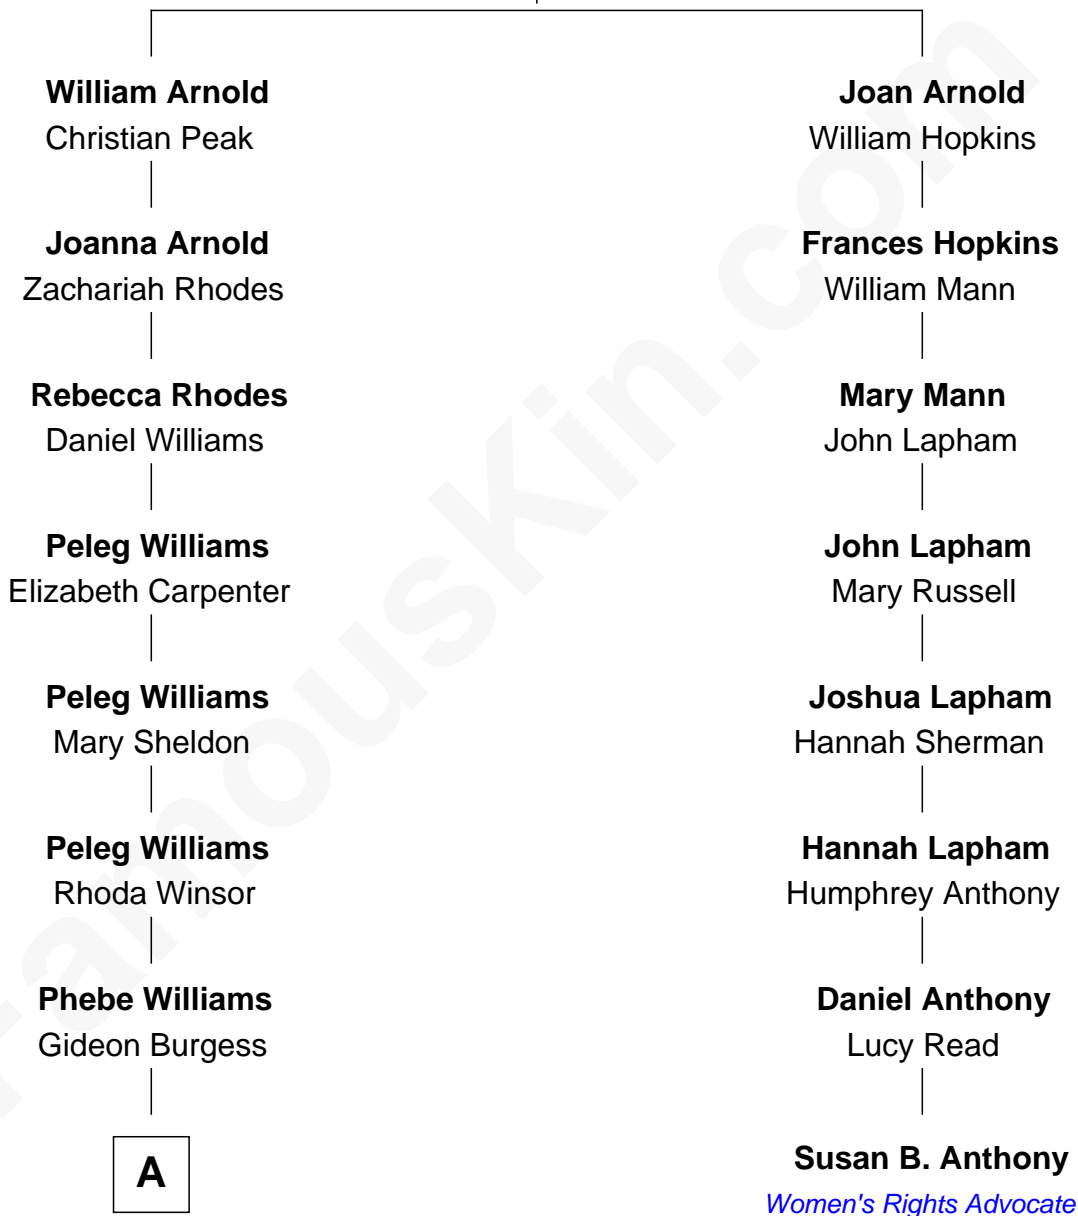 William Arnold
Christian Peak
Joan Arnold
William Hopkins
Joanna Arnold
Zachariah Rhodes
Frances Hopkins
William Mann
Rebecca Rhodes
Daniel Williams
Mary Mann
John Lapham
Peleg Williams
Elizabeth Carpenter
John Lapham
Mary Russell
Peleg Williams
Mary Sheldon
Joshua Lapham
Hannah Sherman
Peleg Williams
Rhoda Winsor
Hannah Lapham
Humphrey Anthony
Phebe Williams
Gideon Burgess
Daniel Anthony
Lucy Read
A
Susan B. Anthony
Women's Rights Advocate
FamousKin.com